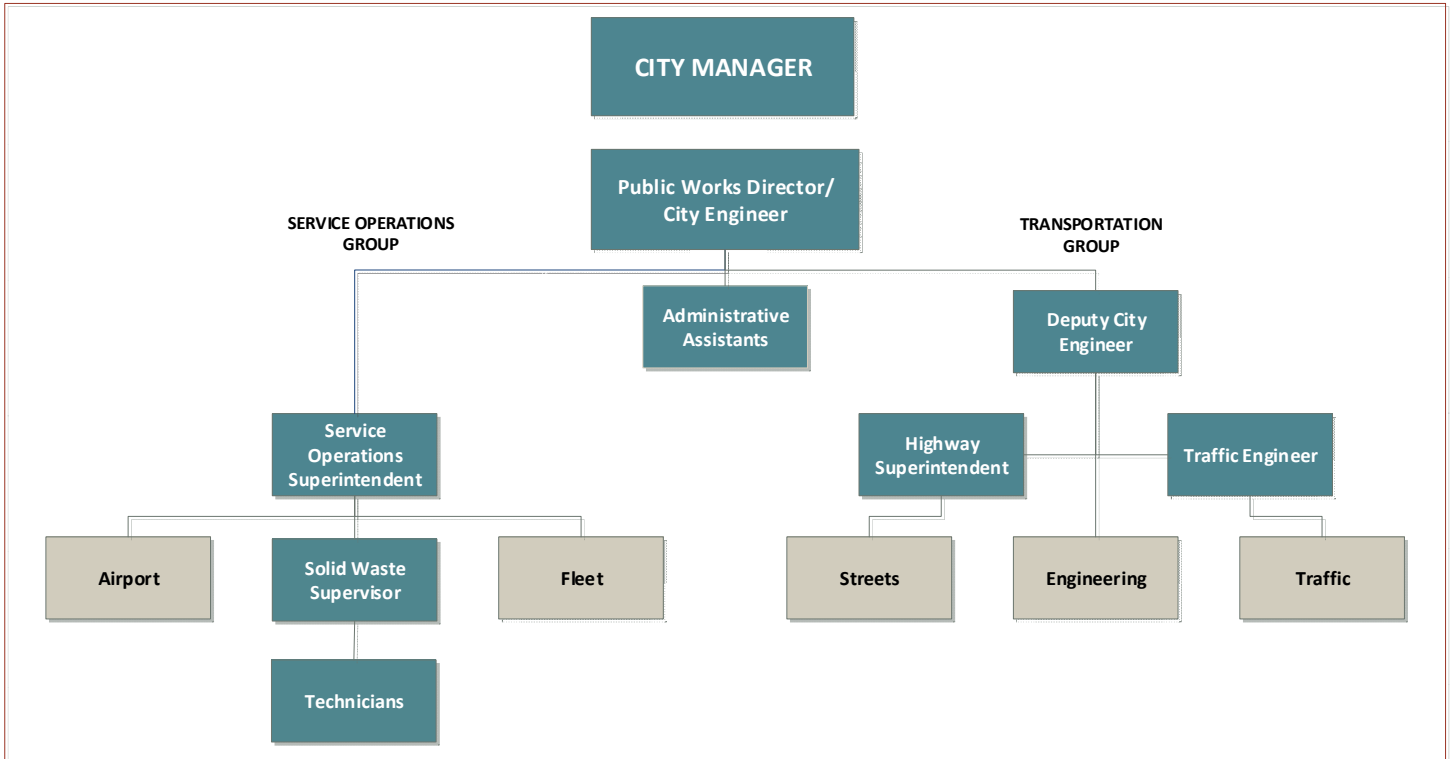 CITY MANAGER
Public Works Director/
City Engineer
SERVICE OPERATIONS
GROUP
TRANSPORTATION
GROUP
Administrative
Assistants
Deputy City
Engineer
Service
Operations
Superintendent
Highway
Superintendent
Traffic Engineer
Airport
Solid Waste
Supervisor
Fleet
Streets
Engineering
Traffic
Technicians